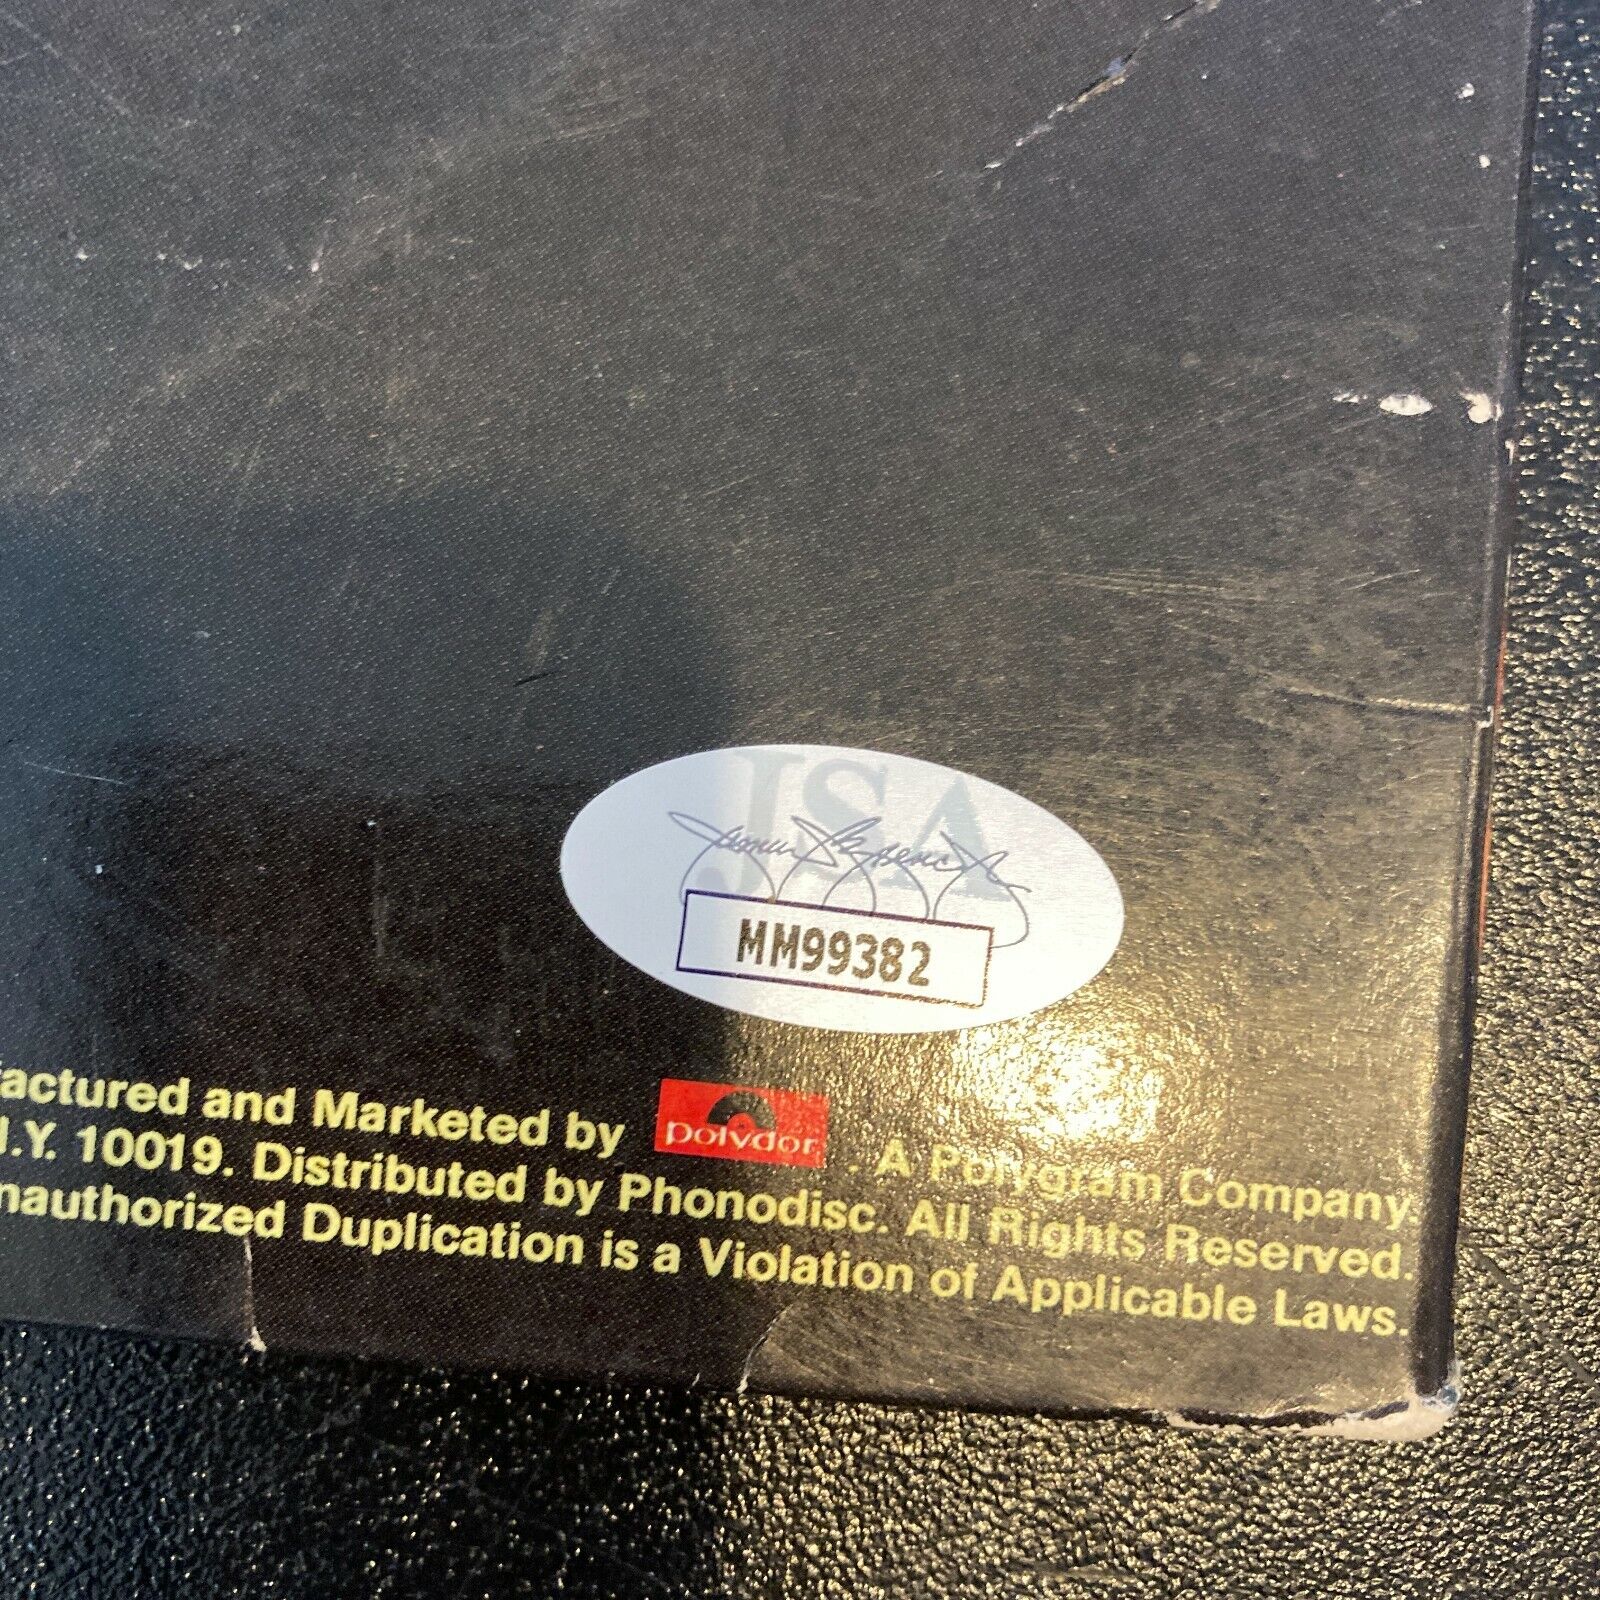 JSA
MM99382
factured and Marketed by polydor . A Polygram Company.
N.Y. 10019. Distributed by Phonodisc. All Rights Reserved.
nauthorized Duplication is a Violation of Applicable Laws.